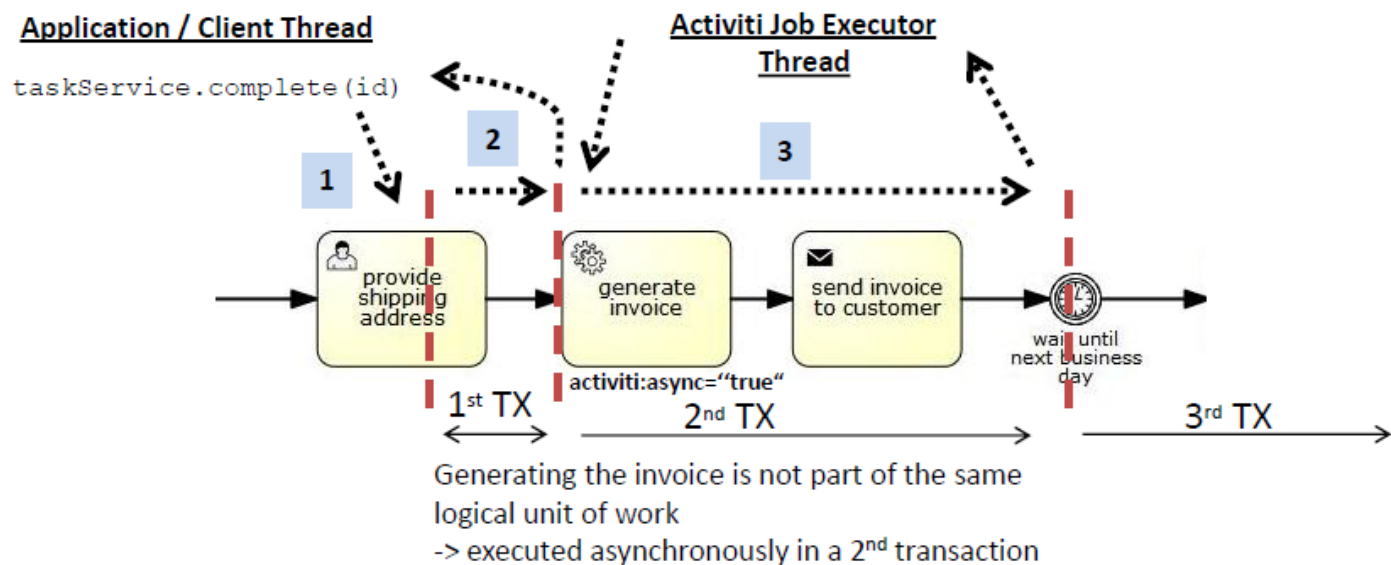 Application / Client Thread
Activiti Job Executor
Thread
taskService.complete(id)
1
2
3
provide
shipping
address
generate
invoice
send invoice
to customer
wait until
next business
day
activiti:async=“true“
1st TX
2nd TX
3rd TX
Generating the invoice is not part of the same
logical unit of work
-> executed asynchronously in a 2nd transaction